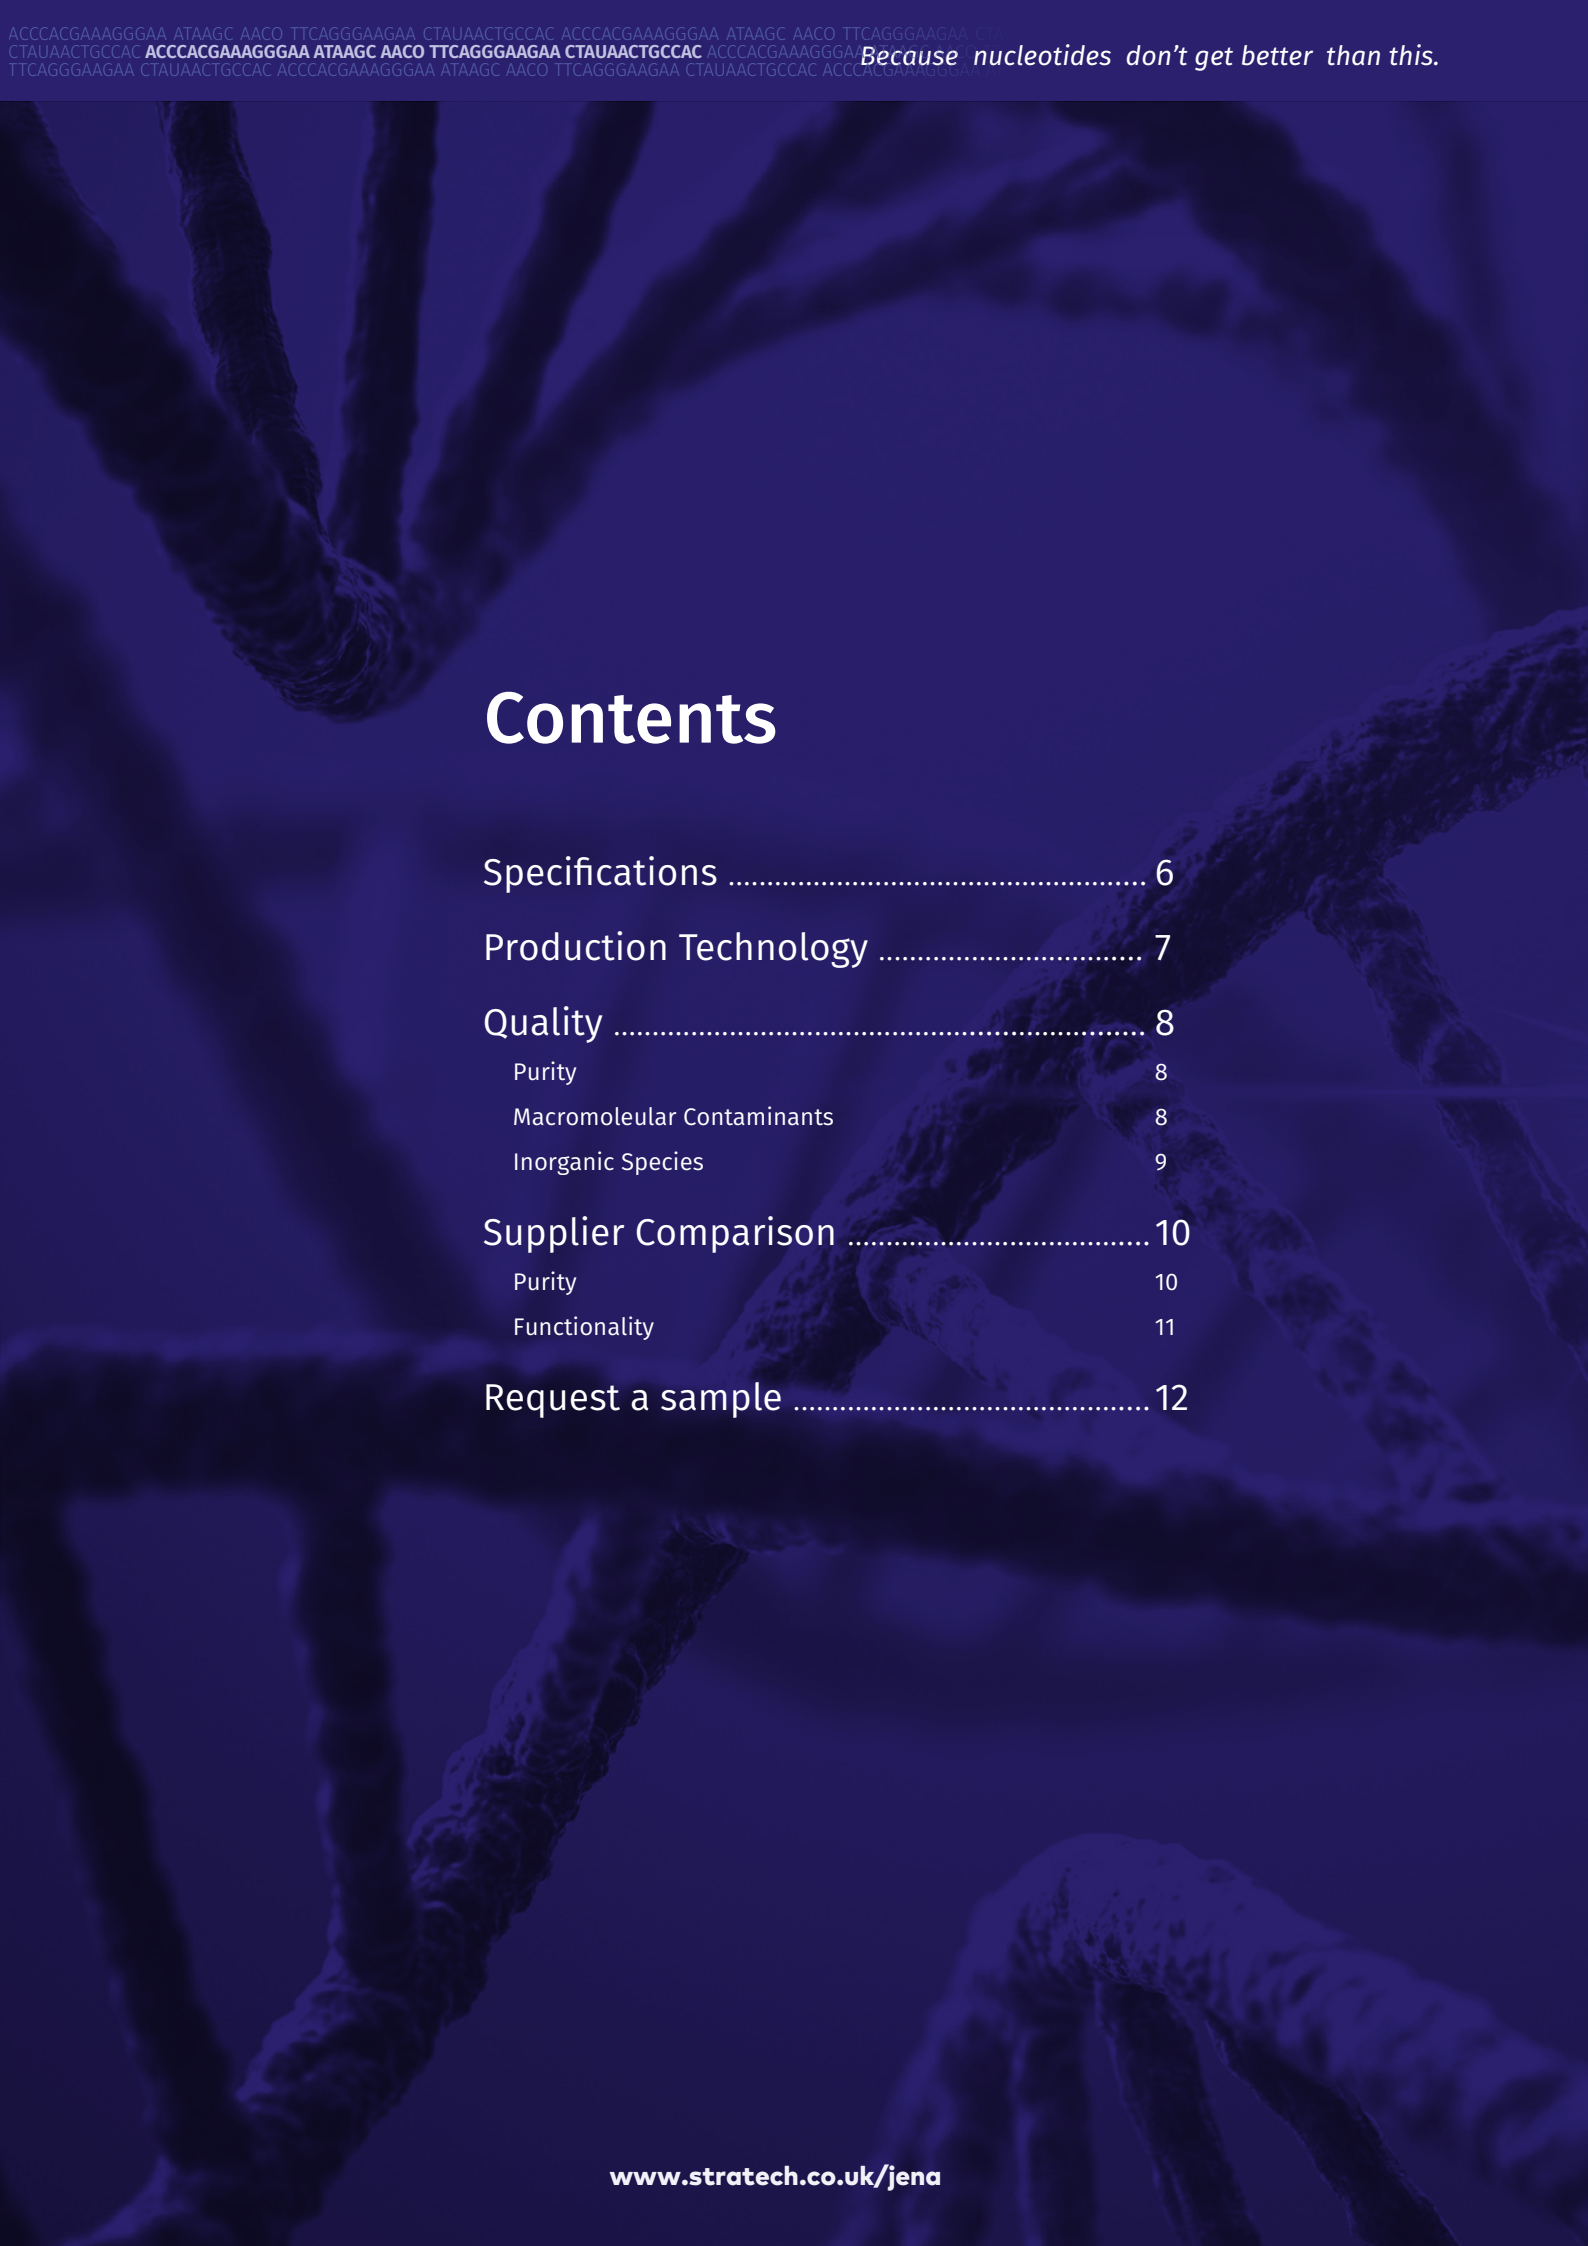 ACCCACGAAAGGGAA ATAAGC AACO TTCAGGGAAGAA CTAUAACTGCCAC ACCCACGAAAGGGAA ATAAGC AACO TTCAGGGAAGAA
CTAUAACTGCCAC ACCCACGAAAGGGAA ATAAGC AACO TTCAGGGAAGAA CTAUAACTGCCAC ACCCACGAAAGGGAA
TTCAGGGAAGAA CTAUAACTGCCAC ACCCACGAAAGGGAA ATAAGC AACO TTCAGGGAAGAA CTAUAACTGCCAC ACCCACGAAAGGGAA
Because nucleotides don’t get better than this.
Contents
Specifications ...................................................... 6
Production Technology .................................. 7
Quality ..................................................................... 8
Purity 8
Macromoleular Contaminants 8
Inorganic Species 9
Supplier Comparison ....................................... 10
Purity 10
Functionality 11
Request a sample .............................................. 12
www.stratech.co.uk/jena